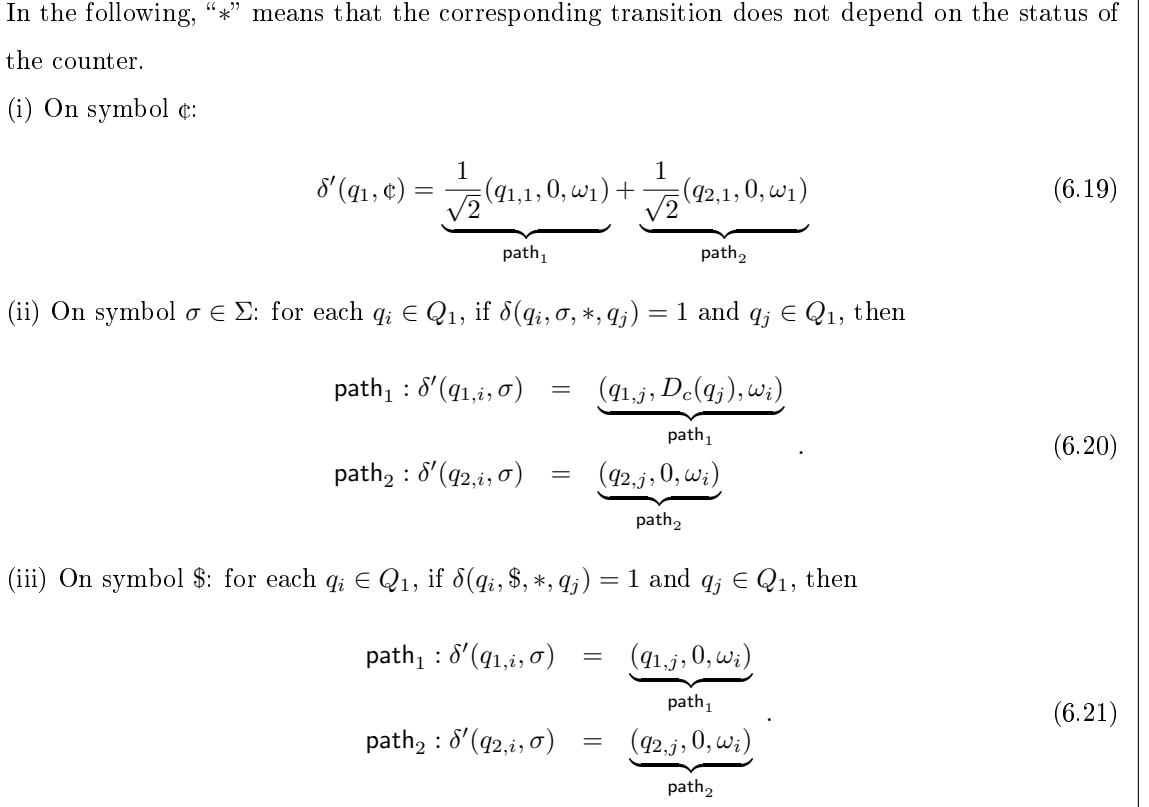 In the following, “∗” means that the corresponding transition does not depend on the status of
the counter.
(i) On symbol ¢:
δ′(q₁, ¢) = 1/√2 (q₁,₁, 0, ω₁) + 1/√2 (q₂,₁, 0, ω₁) (6.19)
path₁ path₂
(ii) On symbol σ ∈ Σ: for each qᵢ ∈ Q₁, if δ(qᵢ, σ, ∗, qⱼ) = 1 and qⱼ ∈ Q₁, then
path₁ : δ′(q₁,ᵢ, σ) = (q₁,ⱼ, D_c(qⱼ), ωᵢ)
path₁
. (6.20)
path₂ : δ′(q₂,ᵢ, σ) = (q₂,ⱼ, 0, ωᵢ)
path₂
(iii) On symbol $: for each qᵢ ∈ Q₁, if δ(qᵢ, $, ∗, qⱼ) = 1 and qⱼ ∈ Q₁, then
path₁ : δ′(q₁,ᵢ, σ) = (q₁,ⱼ, 0, ωᵢ)
path₁
. (6.21)
path₂ : δ′(q₂,ᵢ, σ) = (q₂,ⱼ, 0, ωᵢ)
path₂